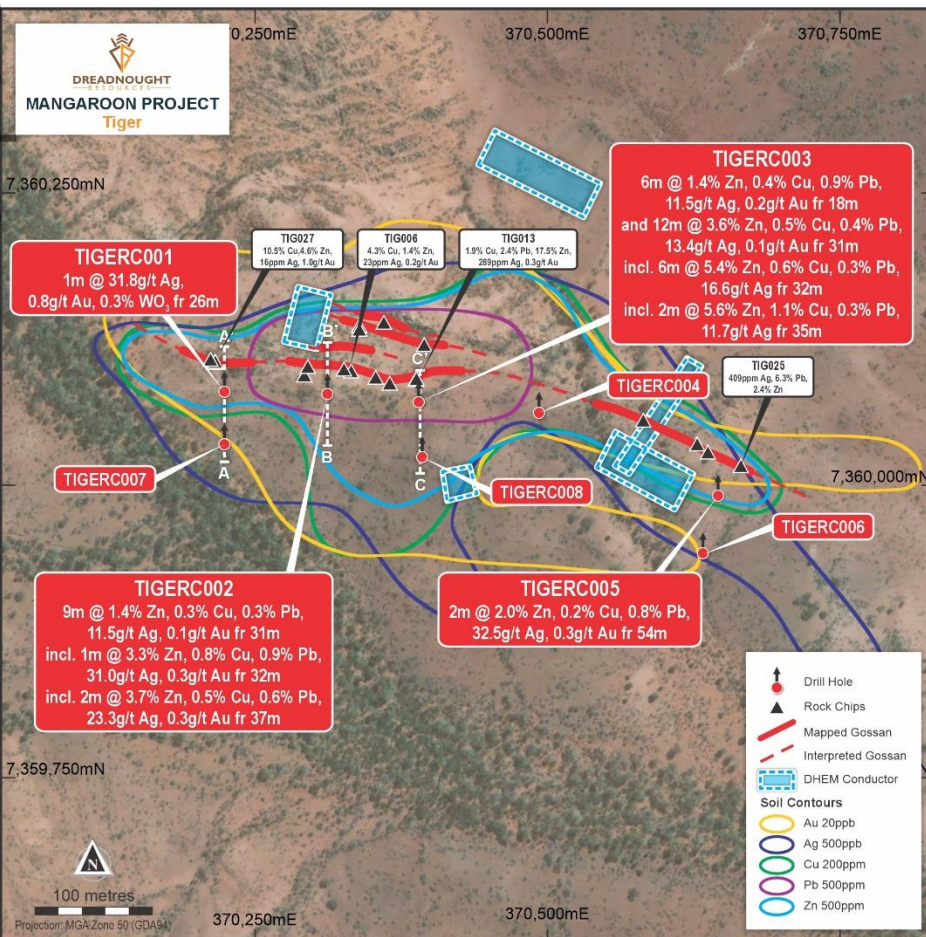 DREADNOUGHT
RESOURCES
MANGAROON PROJECT
Tiger
370,500mE
370,750mE
7,360,250mN
TIGERC003
6m @ 1.4% Zn, 0.4% Cu, 0.9% Pb,
11.5g/t Ag, 0.2g/t Au fr 18m
and 12m @ 3.6% Zn, 0.5% Cu, 0.4% Pb,
13.4g/t Ag, 0.1g/t Au fr 31m
incl. 6m @ 5.4% Zn, 0.6% Cu, 0.3% Pb,
16.6g/t Ag fr 32m
incl. 2m @ 5.6% Zn, 1.1% Cu, 0.3% Pb,
11.7g/t Ag fr 35m
TIGERC001
1m @ 31.8g/t Ag,
0.8g/t Au, 0.3% WO3 fr 26m
TIG027
10.5% Cu,4.6% Zn,
16ppm Ag, 1.0g/t Au
TIG006
4.3% Cu, 1.4% Zn,
23ppm Ag, 0.2g/t Au
TIG013
1.9% Cu, 2.4% Pb, 17.5% Zn,
289ppm Ag, 0.3g/t Au
A'
B'
C'
TIG025
409ppm Ag, 6.3% Pb,
2.4% Zn
TIGERC004
TIGERC007
A
B
C
TIGERC008
7,360,000mN
TIGERC006
TIGERC002
9m @ 1.4% Zn, 0.3% Cu, 0.3% Pb,
11.5g/t Ag, 0.1g/t Au fr 31m
incl. 1m @ 3.3% Zn, 0.8% Cu, 0.9% Pb,
31.0g/t Ag, 0.3g/t Au fr 32m
incl. 2m @ 3.7% Zn, 0.5% Cu, 0.6% Pb,
23.3g/t Ag, 0.3g/t Au fr 37m
TIGERC005
2m @ 2.0% Zn, 0.2% Cu, 0.8% Pb,
32.5g/t Ag, 0.3g/t Au fr 54m
7,359,750mN
Drill Hole
Rock Chips
Mapped Gossan
Interpreted Gossan
DHEM Conductor
Soil Contours
Au 20ppb
Ag 500ppb
Cu 200ppm
Pb 500ppm
Zn 500ppm
N
100 metres
Projection: MGA Zone 50 (GDA94)
370,250mE
370,500mE